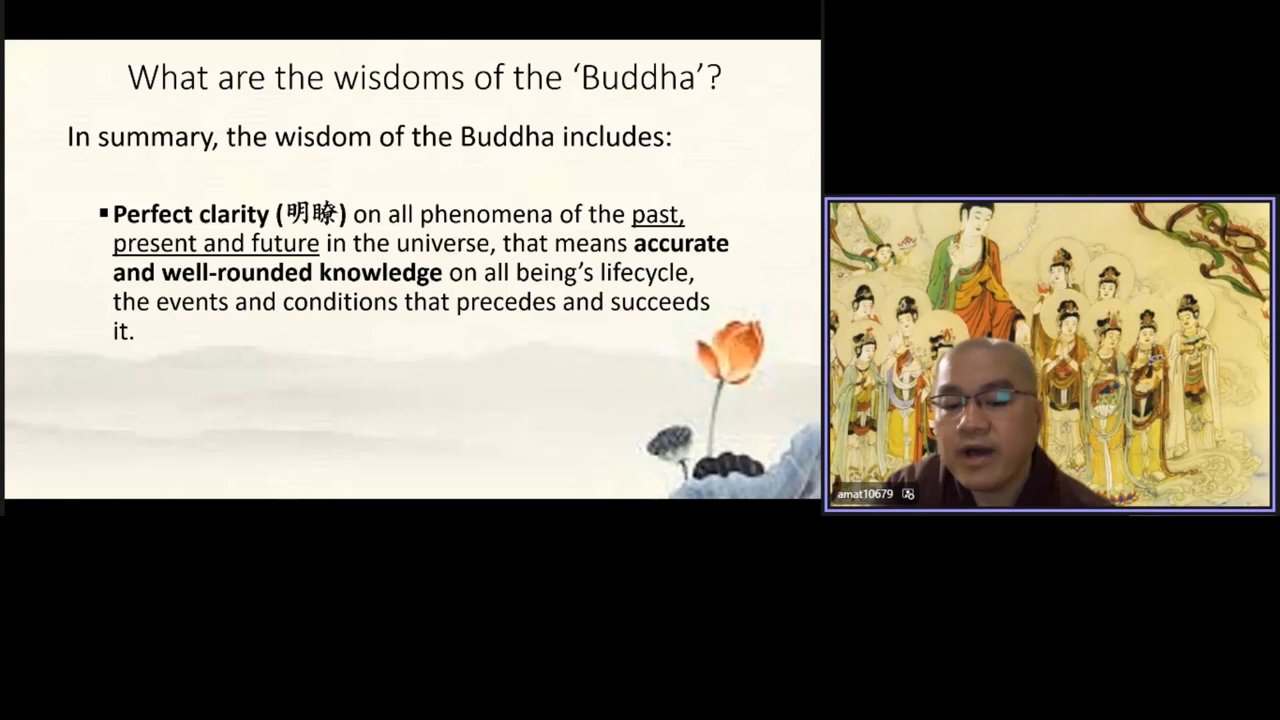 What are the wisdoms of the ‘Buddha’?
In summary, the wisdom of the Buddha includes:
▪ Perfect clarity (明瞭) on all phenomena of the past,
present and future in the universe, that means accurate
and well-rounded knowledge on all being’s lifecycle,
the events and conditions that precedes and succeeds
it.
amat10679